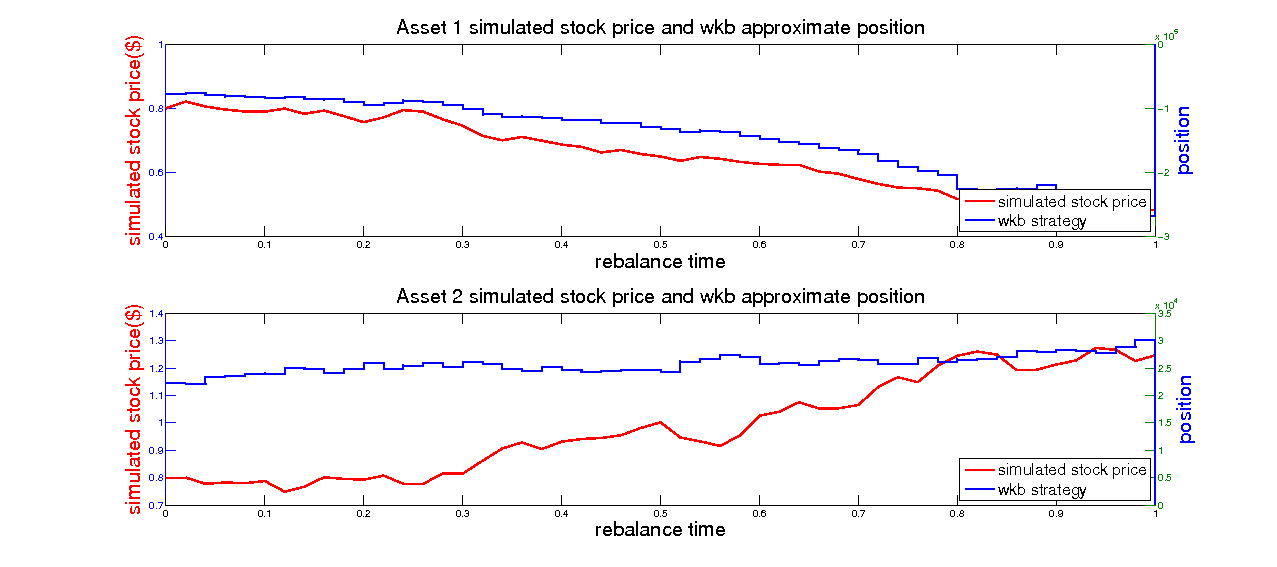 Asset 1 simulated stock price and wkb approximate position
x 10^5
simulated stock price($)
1
0.8
0.6
0.4
0
-1
-2
-3
position
simulated stock price
wkb strategy
0 0.1 0.2 0.3 0.4 0.5 0.6 0.7 0.8 0.9 1
rebalance time
Asset 2 simulated stock price and wkb approximate position
x 10^4
simulated stock price($)
1.4
1.3
1.2
1.1
1
0.9
0.8
0.7
3.5
3
2.5
2
1.5
1
0.5
0
position
simulated stock price
wkb strategy
0 0.1 0.2 0.3 0.4 0.5 0.6 0.7 0.8 0.9 1
rebalance time